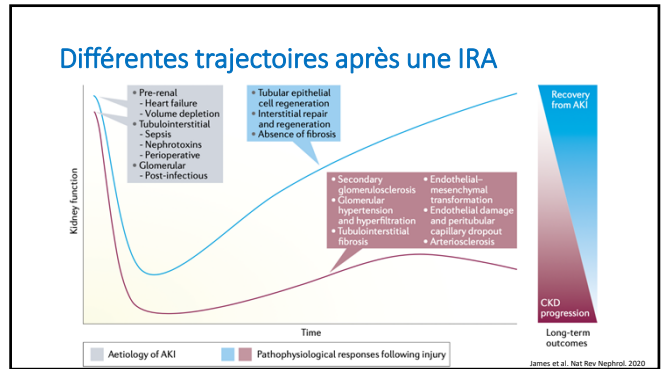 Différentes trajectoires après une IRA
• Pre-renal
- Heart failure
- Volume depletion
• Tubulointerstitial
- Sepsis
- Nephrotoxins
- Perioperative
• Glomerular
- Post-infectious
• Tubular epithelial
cell regeneration
• Interstitial repair
and regeneration
• Absence of fibrosis
• Secondary
glomerulosclerosis
• Glomerular
hypertension
and hyperfiltration
• Tubulointerstitial
fibrosis
• Endothelial–
mesenchymal
transformation
• Endothelial damage
and peritubular
capillary dropout
• Arteriosclerosis
Kidney function
Time
Recovery
from AKI
CKD
progression
Long-term
outcomes
Aetiology of AKI
Pathophysiological responses following injury
James et al. Nat Rev Nephrol. 2020